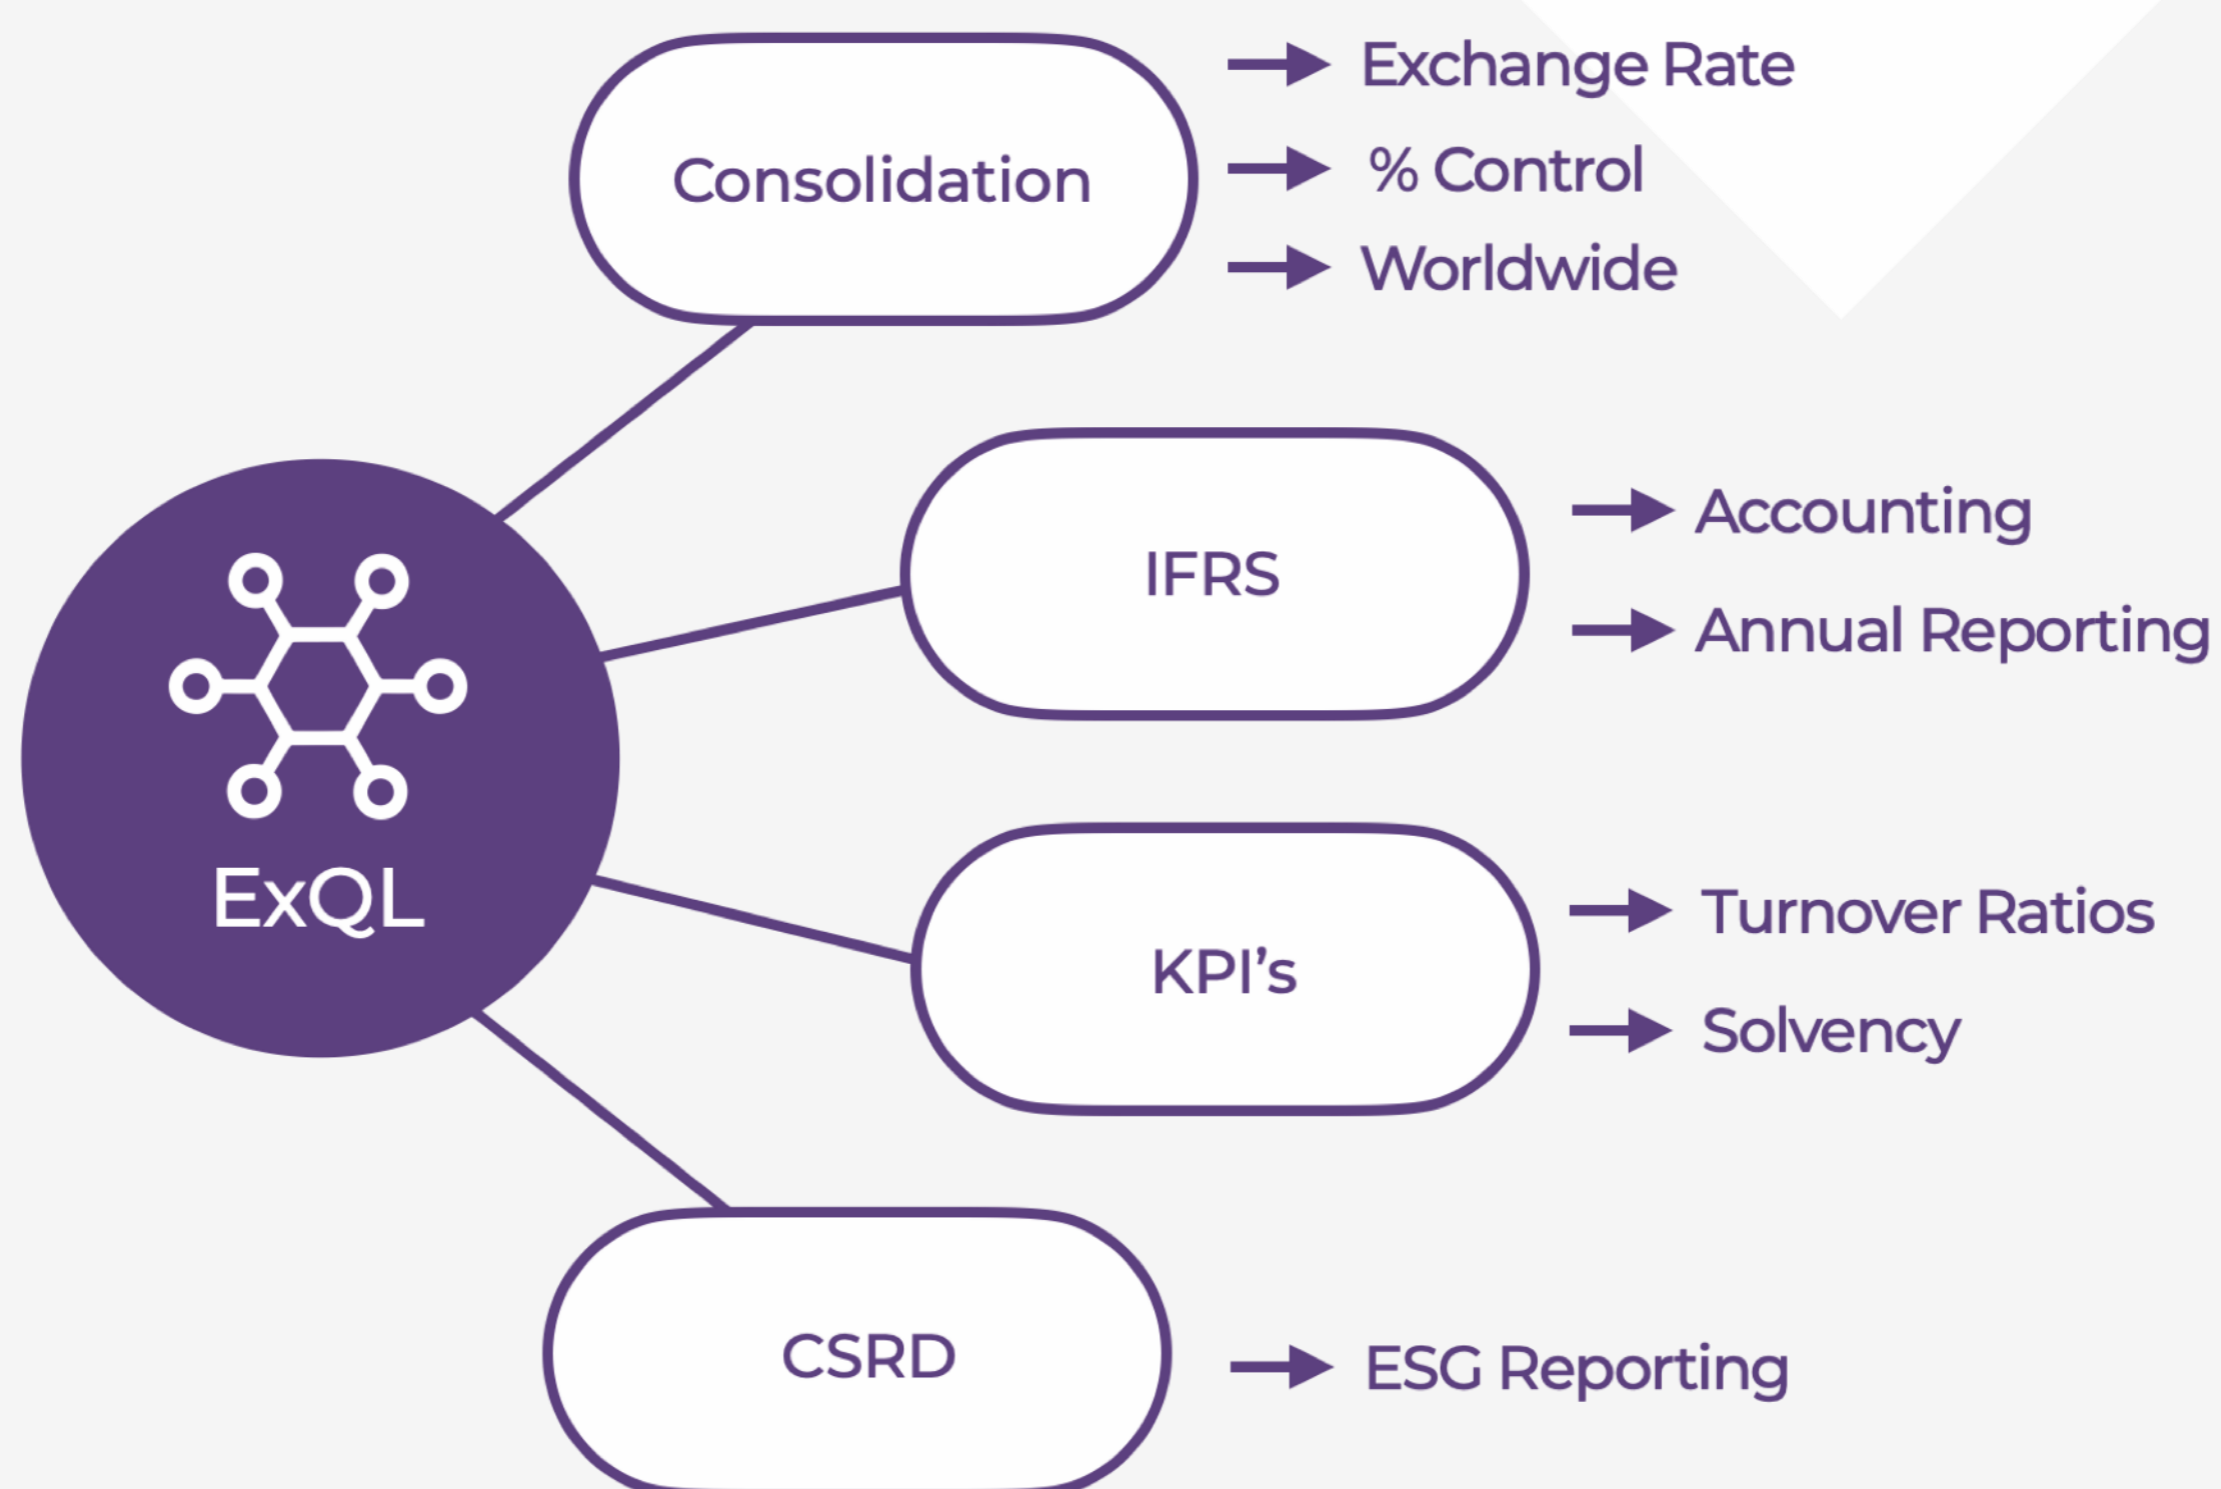 Consolidation
Exchange Rate
% Control
Worldwide
IFRS
Accounting
Annual Reporting
ExQL
KPI’s
Turnover Ratios
Solvency
CSRD
ESG Reporting